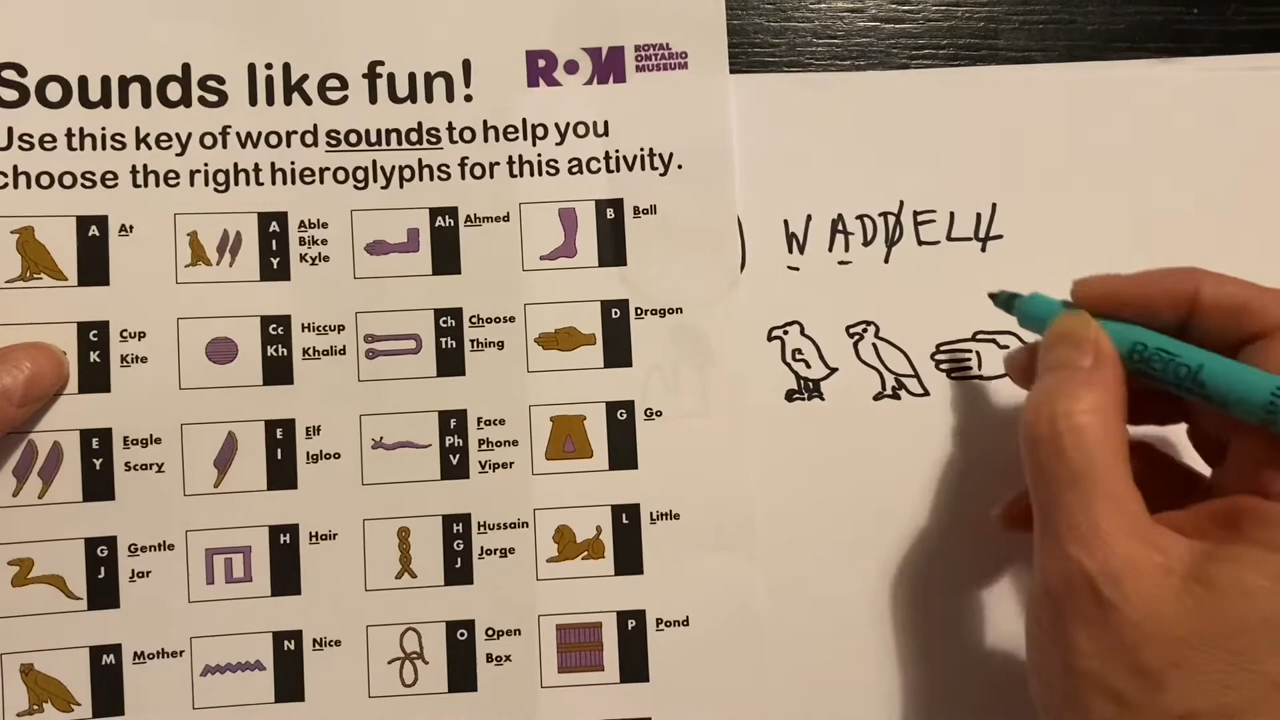 Sounds like fun!
ROM ROYAL ONTARIO MUSEUM
Use this key of word sounds to help you
choose the right hieroglyphs for this activity.
A At
A I Y Able Bike Kyle
Ah Ahmed
B Ball
C K Cup Kite
Cc Kh Hiccup Khalid
Ch Th Choose Thing
D Dragon
E Y Eagle Scary
E I Elf Igloo
F Ph V Face Phone Viper
G Go
G J Gentle Jar
H Hair
H G J Hussain Jorge
L Little
M Mother
N Nice
O Open Box
P Pond
WADDELL
BEROL